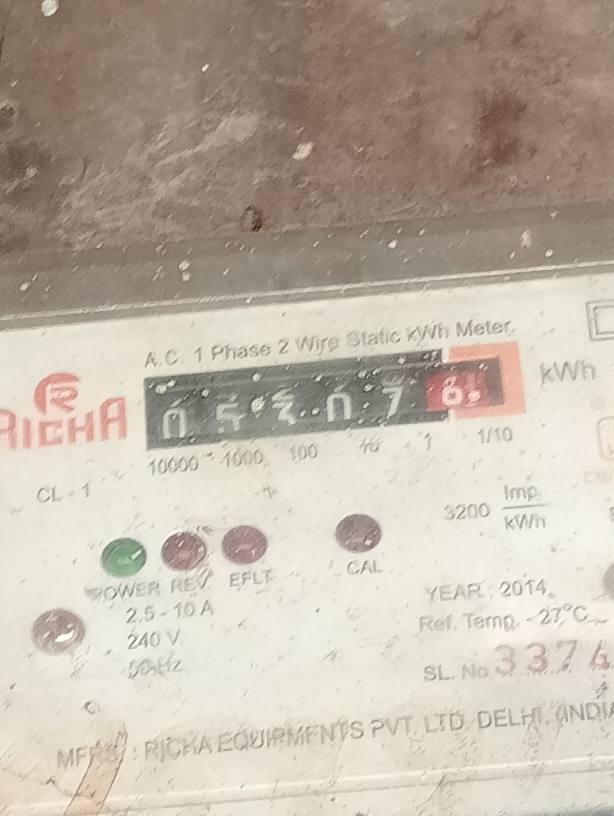 A.C. 1 Phase 2 Wire Static kWh Meter
RICHA
kWh
7 6
10000 1000 100 10 1 1/10
CL - 1
3200 Imp/kWh
POWER REV EFLT CAL
2.5 - 10 A
240 V
50Hz
YEAR : 2014
Ref. Temp. - 27°C
SL. No. 3374
MFRS : RICHA EQUIPMENTS PVT. LTD. DELHI, (INDIA